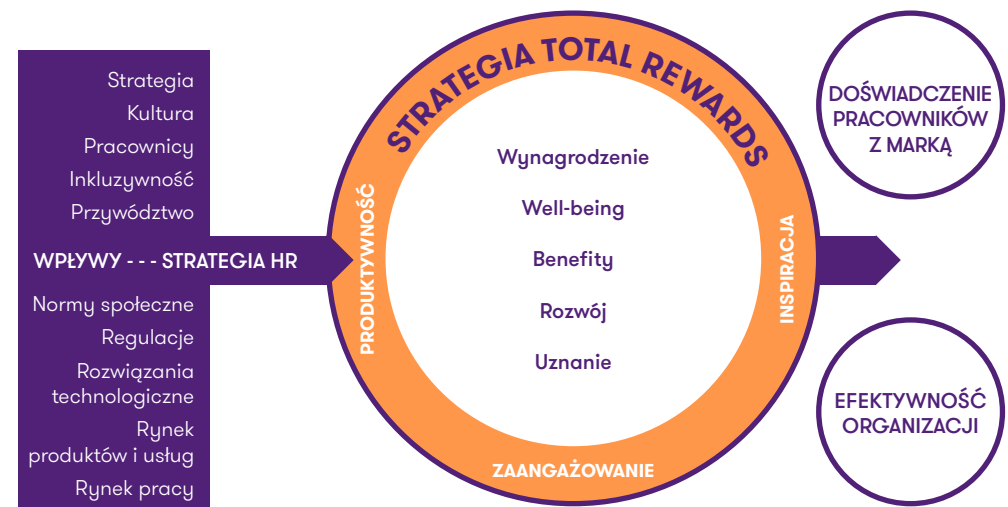 Strategia
Kultura
Pracownicy
Inkluzywność
Przywództwo
WPŁYWY - - - STRATEGIA HR
Normy społeczne
Regulacje
Rozwiązania
technologiczne
Rynek
produktów i usług
Rynek pracy
STRATEGIA TOTAL REWARDS
PRODUKTYWNOŚĆ
Wynagrodzenie
Well-being
Benefity
Rozwój
Uznanie
INSPIRACJA
ZAANGAŻOWANIE
DOŚWIADCZENIE
PRACOWNIKÓW
Z MARKĄ
EFEKTYWNOŚĆ
ORGANIZACJI